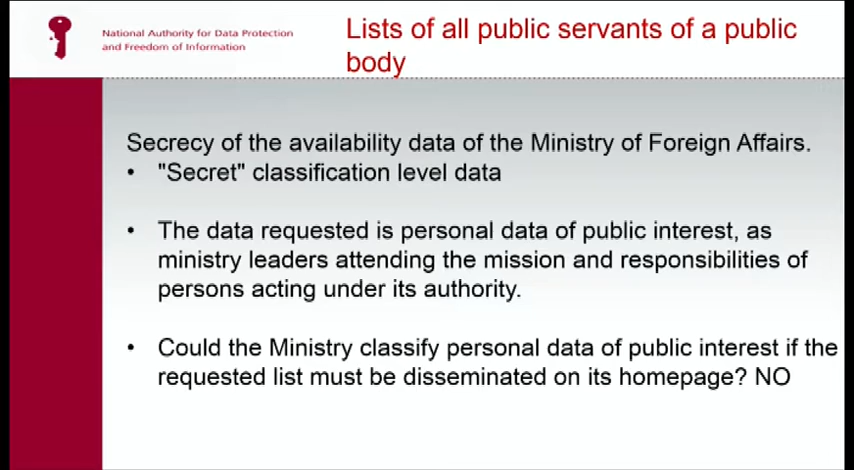 National Authority for Data Protection
and Freedom of Information
Lists of all public servants of a public
body
Secrecy of the availability data of the Ministry of Foreign Affairs.
• "Secret" classification level data
• The data requested is personal data of public interest, as
ministry leaders attending the mission and responsibilities of
persons acting under its authority.
• Could the Ministry classify personal data of public interest if the
requested list must be disseminated on its homepage? NO